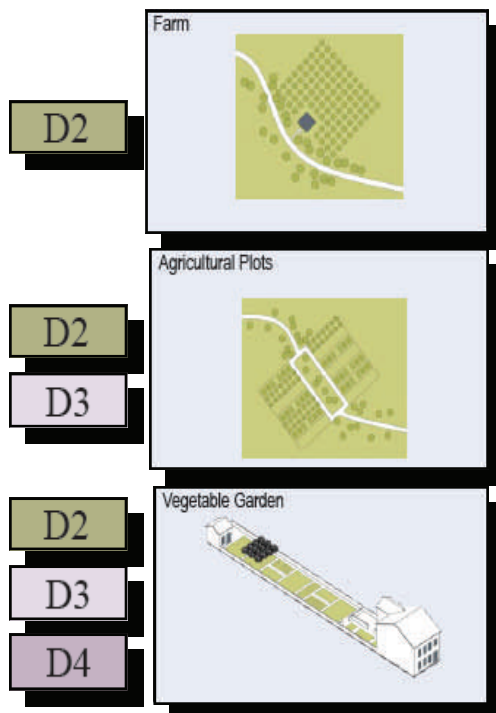 Farm
D2
Agricultural Plots
D2
D3
Vegetable Garden
D2
D3
D4